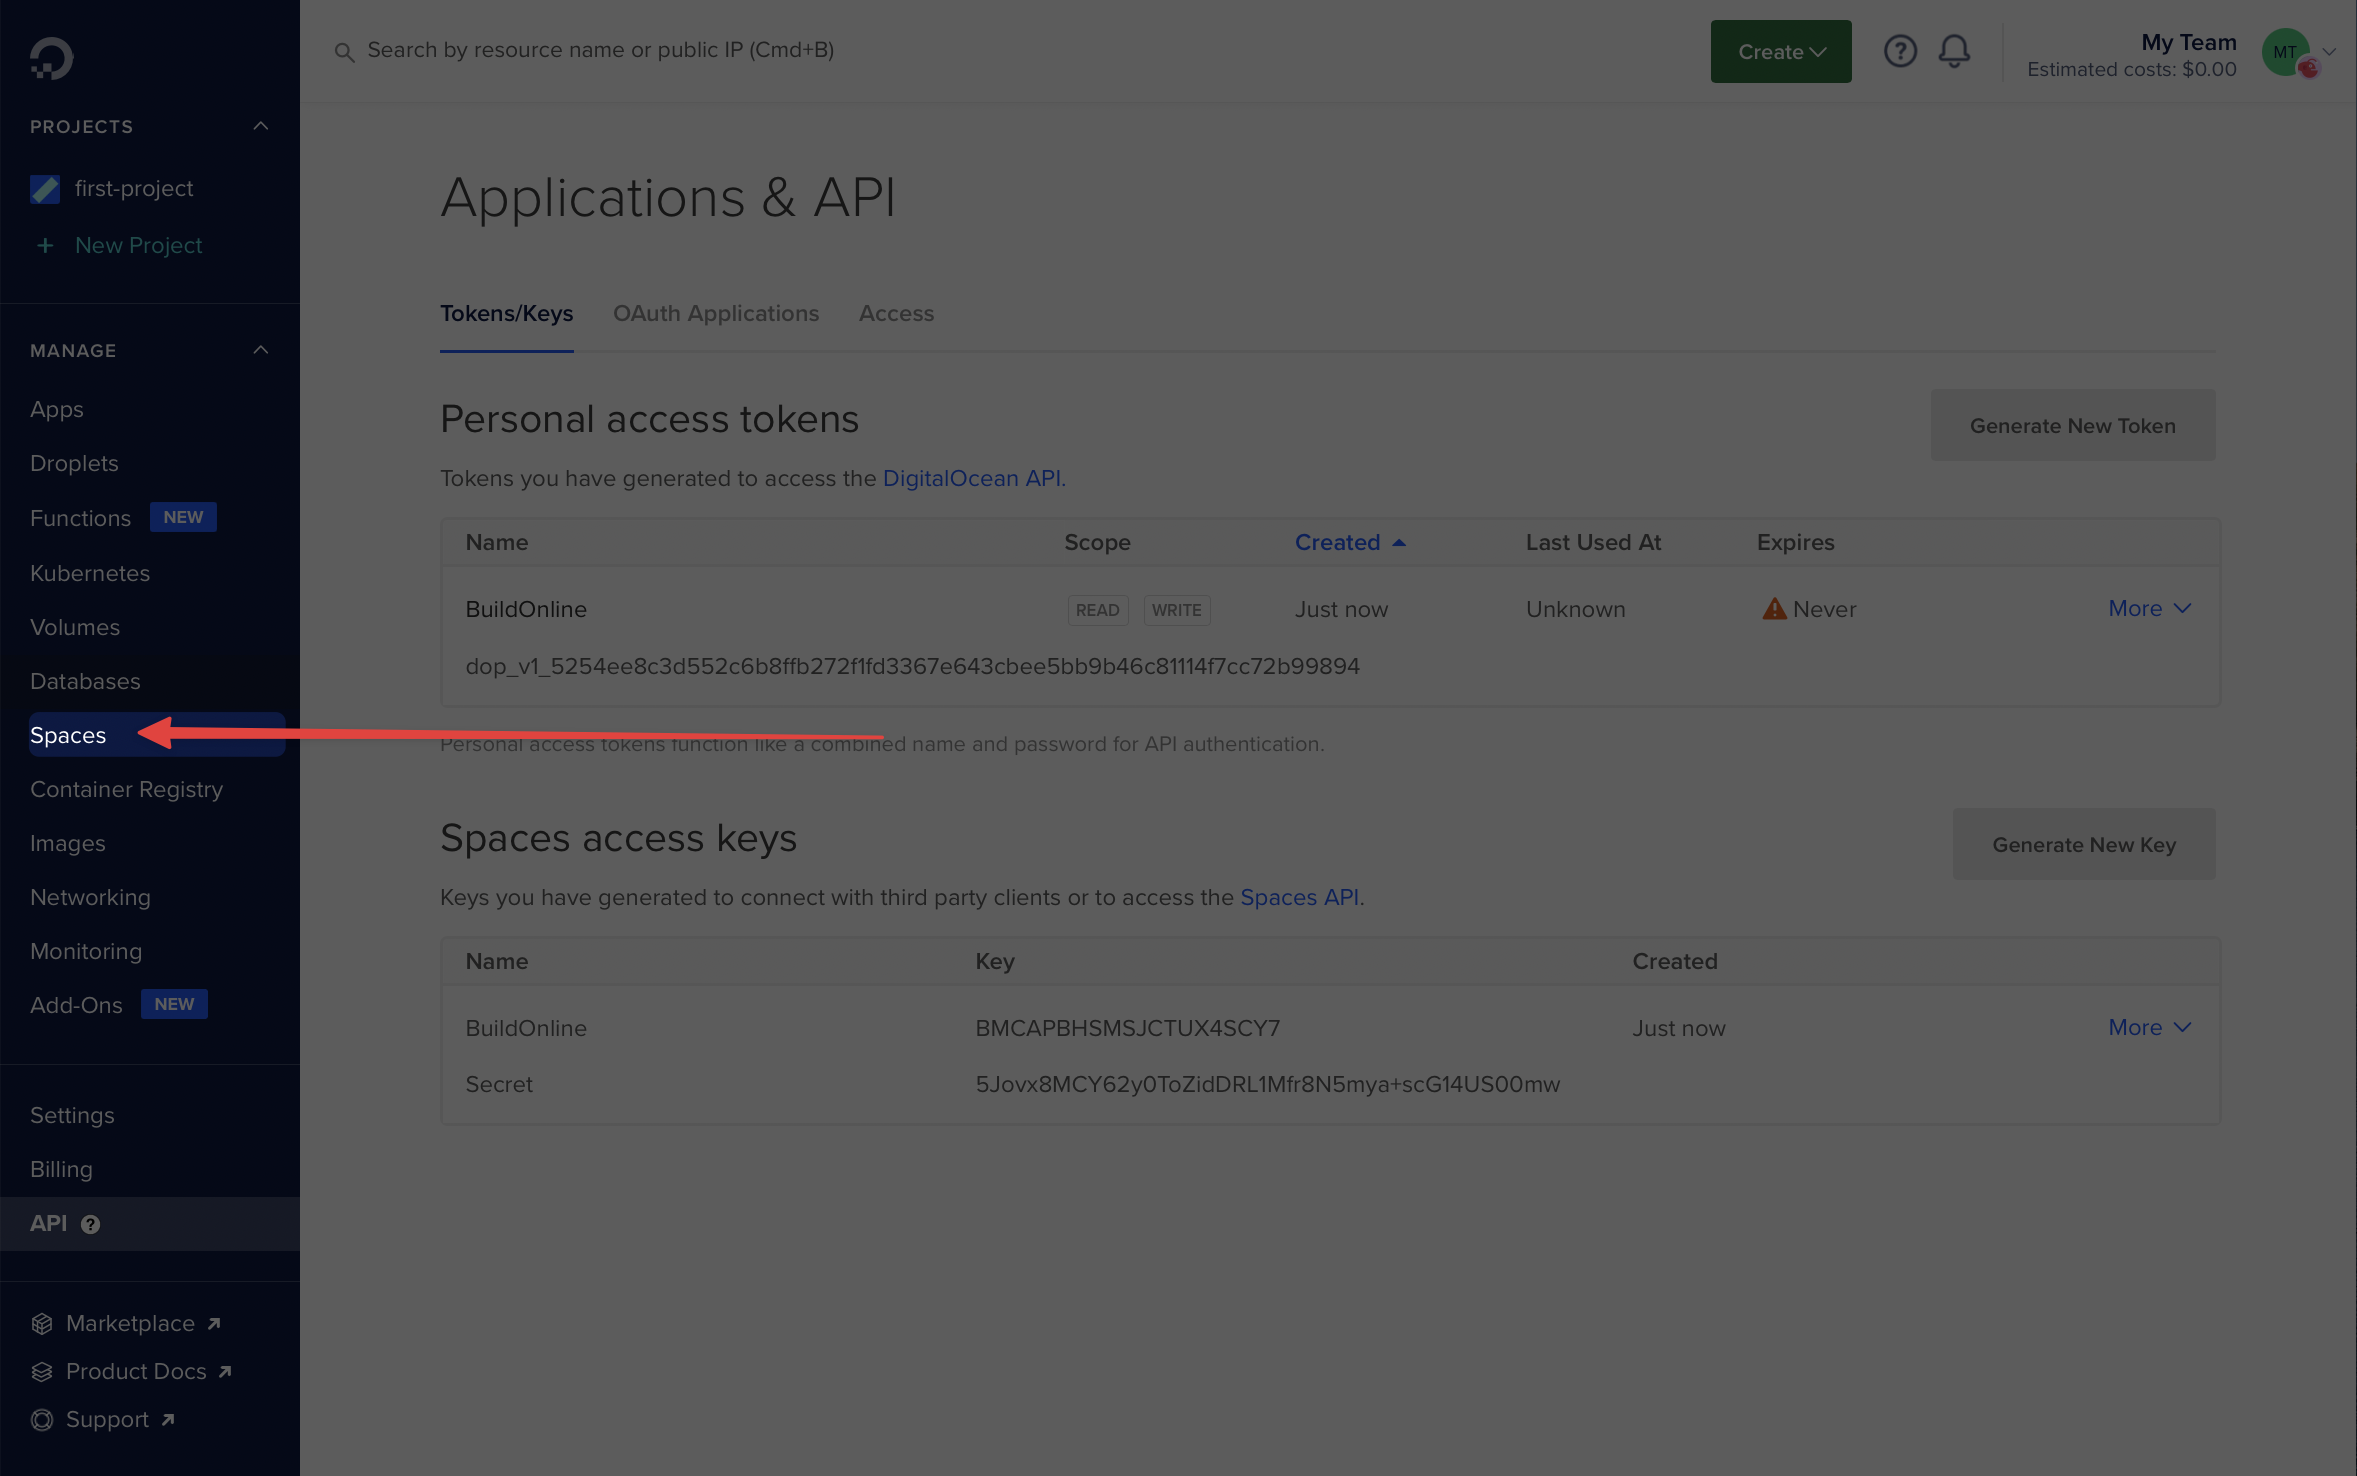 Search by resource name or public IP (Cmd+B)
Create
My Team
Estimated costs: $0.00
MT
PROJECTS
first-project
+ New Project
MANAGE
Apps
Droplets
Functions NEW
Kubernetes
Volumes
Databases
Spaces
Container Registry
Images
Networking
Monitoring
Add-Ons NEW
Settings
Billing
API ?
Marketplace
Product Docs
Support
Applications & API
Tokens/Keys OAuth Applications Access
Personal access tokens
Generate New Token
Tokens you have generated to access the DigitalOcean API.
Name Scope Created Last Used At Expires
BuildOnline READ WRITE Just now Unknown Never More
dop_v1_5254ee8c3d552c6b8ffb272f1fd3367e643cbee5bb9b46c81114f7cc72b99894
Personal access tokens function like a combined name and password for API authentication.
Spaces access keys
Generate New Key
Keys you have generated to connect with third party clients or to access the Spaces API.
Name Key Created
BuildOnline BMCAPBHSMSJCTUX4SCY7 Just now More
Secret 5Jovx8MCY62y0ToZidDRL1Mfr8N5mya+scG14US00mw